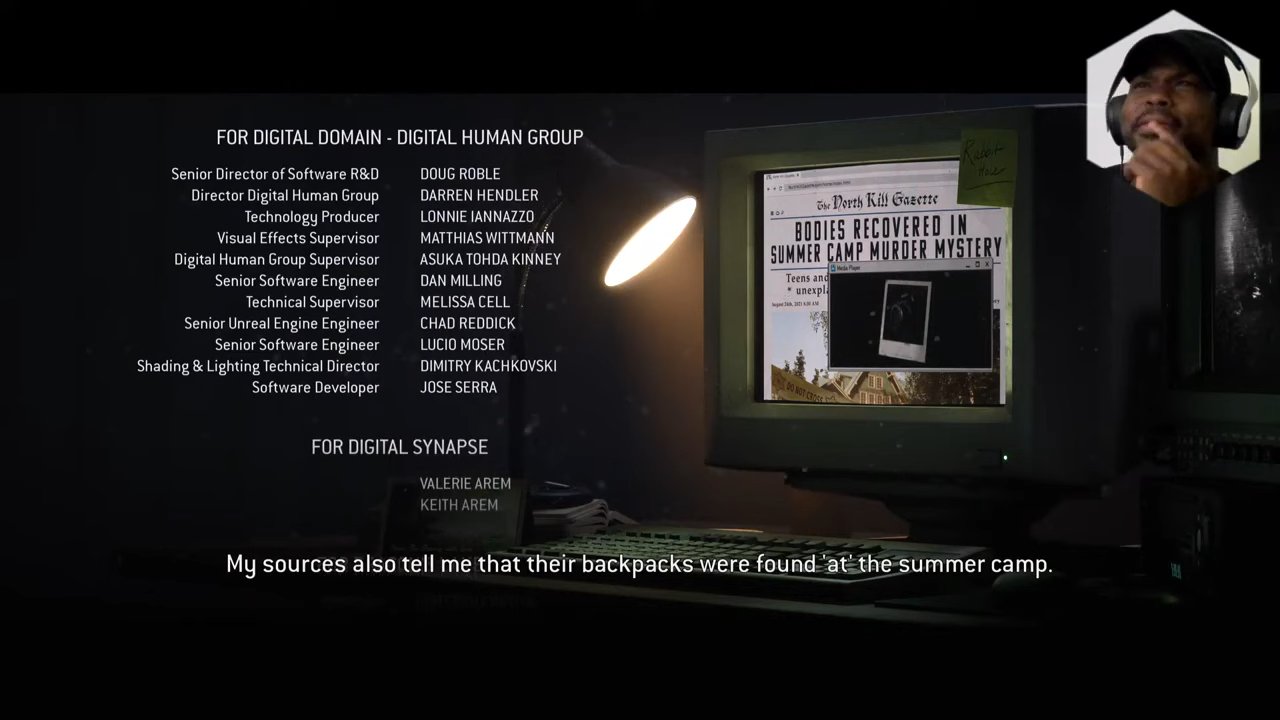 FOR DIGITAL DOMAIN - DIGITAL HUMAN GROUP
Senior Director of Software R&D DOUG ROBLE
Director Digital Human Group DARREN HENDLER
Technology Producer LONNIE IANNAZZO
Visual Effects Supervisor MATTHIAS WITTMANN
Digital Human Group Supervisor ASUKA TOHDA KINNEY
Senior Software Engineer DAN MILLING
Technical Supervisor MELISSA CELL
Senior Unreal Engine Engineer CHAD REDDICK
Senior Software Engineer LUCIO MOSER
Shading & Lighting Technical Director DIMITRY KACHKOVSKI
Software Developer JOSE SERRA
FOR DIGITAL SYNAPSE
VALERIE AREM
KEITH AREM
Rabbit
Hole
The North Kill Gazette
BODIES RECOVERED IN
SUMMER CAMP MURDER MYSTERY
Teens and
Media Player
DO NOT CROSS
My sources also tell me that their backpacks were found 'at' the summer camp.